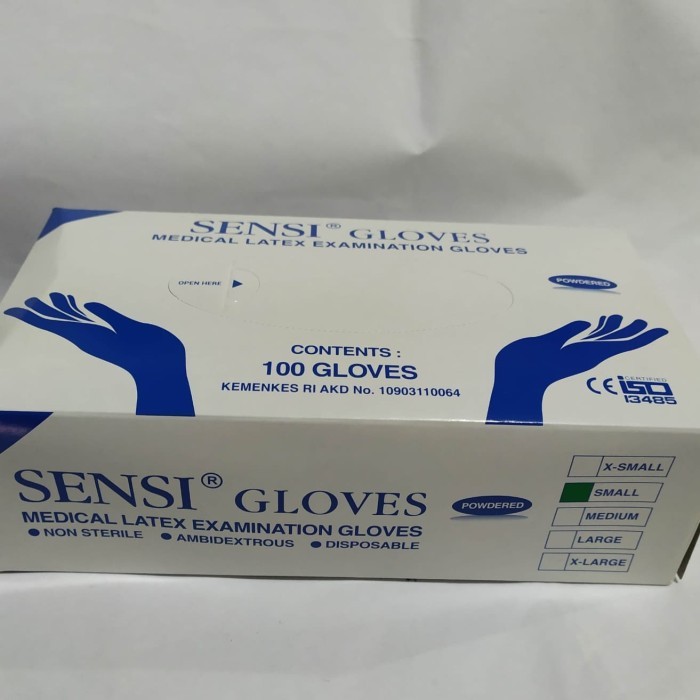 SENSI® GLOVES
MEDICAL LATEX EXAMINATION GLOVES
OPEN HERE
POWDERED
CONTENTS :
100 GLOVES
KEMENKES RI AKD No. 10903110064
CE
CERTIFIED
ISO
13485
SENSI® GLOVES
MEDICAL LATEX EXAMINATION GLOVES
● NON STERILE ● AMBIDEXTROUS ● DISPOSABLE
POWDERED
X-SMALL
SMALL
MEDIUM
LARGE
X-LARGE